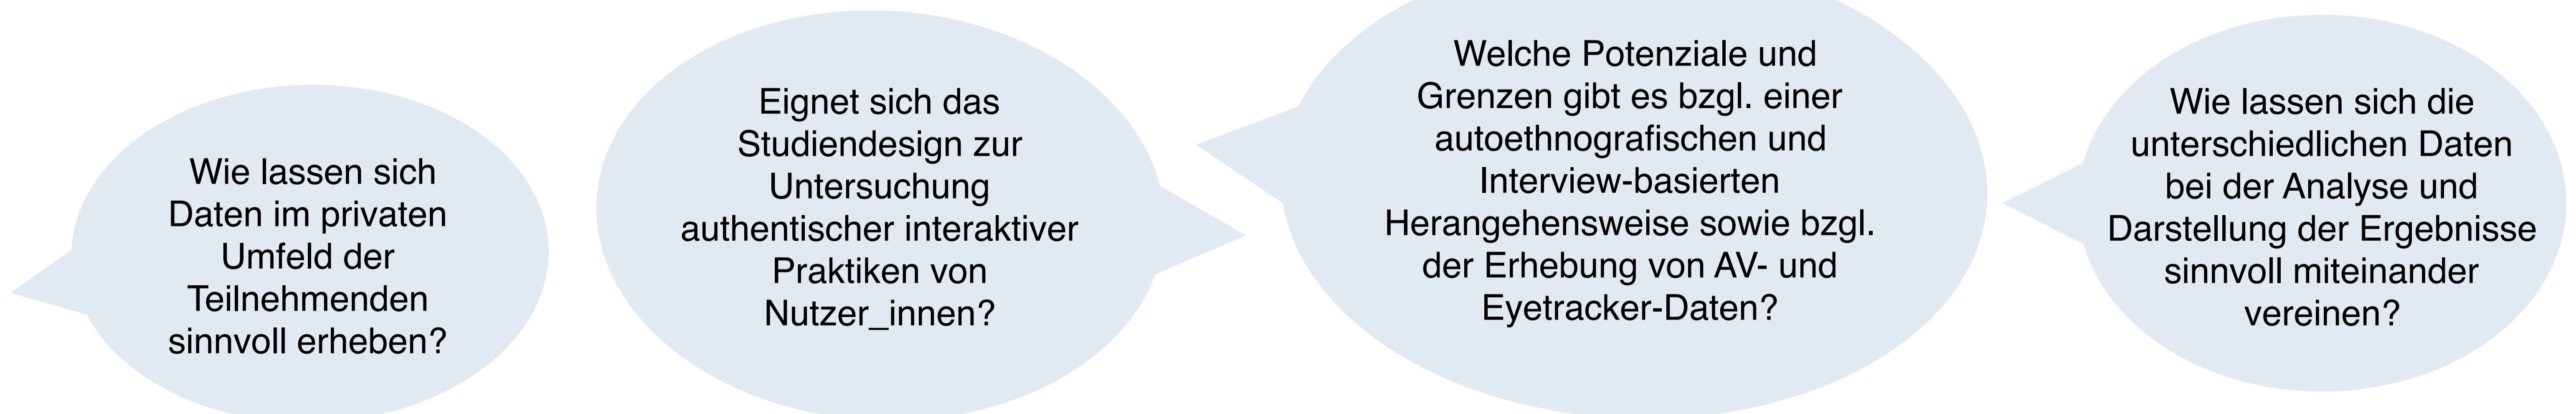 Wie lassen sich
Daten im privaten
Umfeld der
Teilnehmenden
sinnvoll erheben?
Eignet sich das
Studiendesign zur
Untersuchung
authentischer interaktiver
Praktiken von
Nutzer_innen?
Welche Potenziale und
Grenzen gibt es bzgl. einer
autoethnografischen und
Interview-basierten
Herangehensweise sowie bzgl.
der Erhebung von AV- und
Eyetracker-Daten?
Wie lassen sich die
unterschiedlichen Daten
bei der Analyse und
Darstellung der Ergebnisse
sinnvoll miteinander
vereinen?